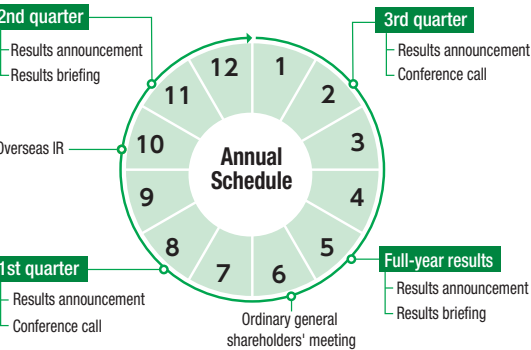 2nd quarter
Results announcement
Results briefing
3rd quarter
Results announcement
Conference call
12
1
11
2
10
3
9
4
8
5
7
6
Annual
Schedule
Overseas IR
1st quarter
Results announcement
Conference call
Full-year results
Results announcement
Results briefing
Ordinary general
shareholders' meeting